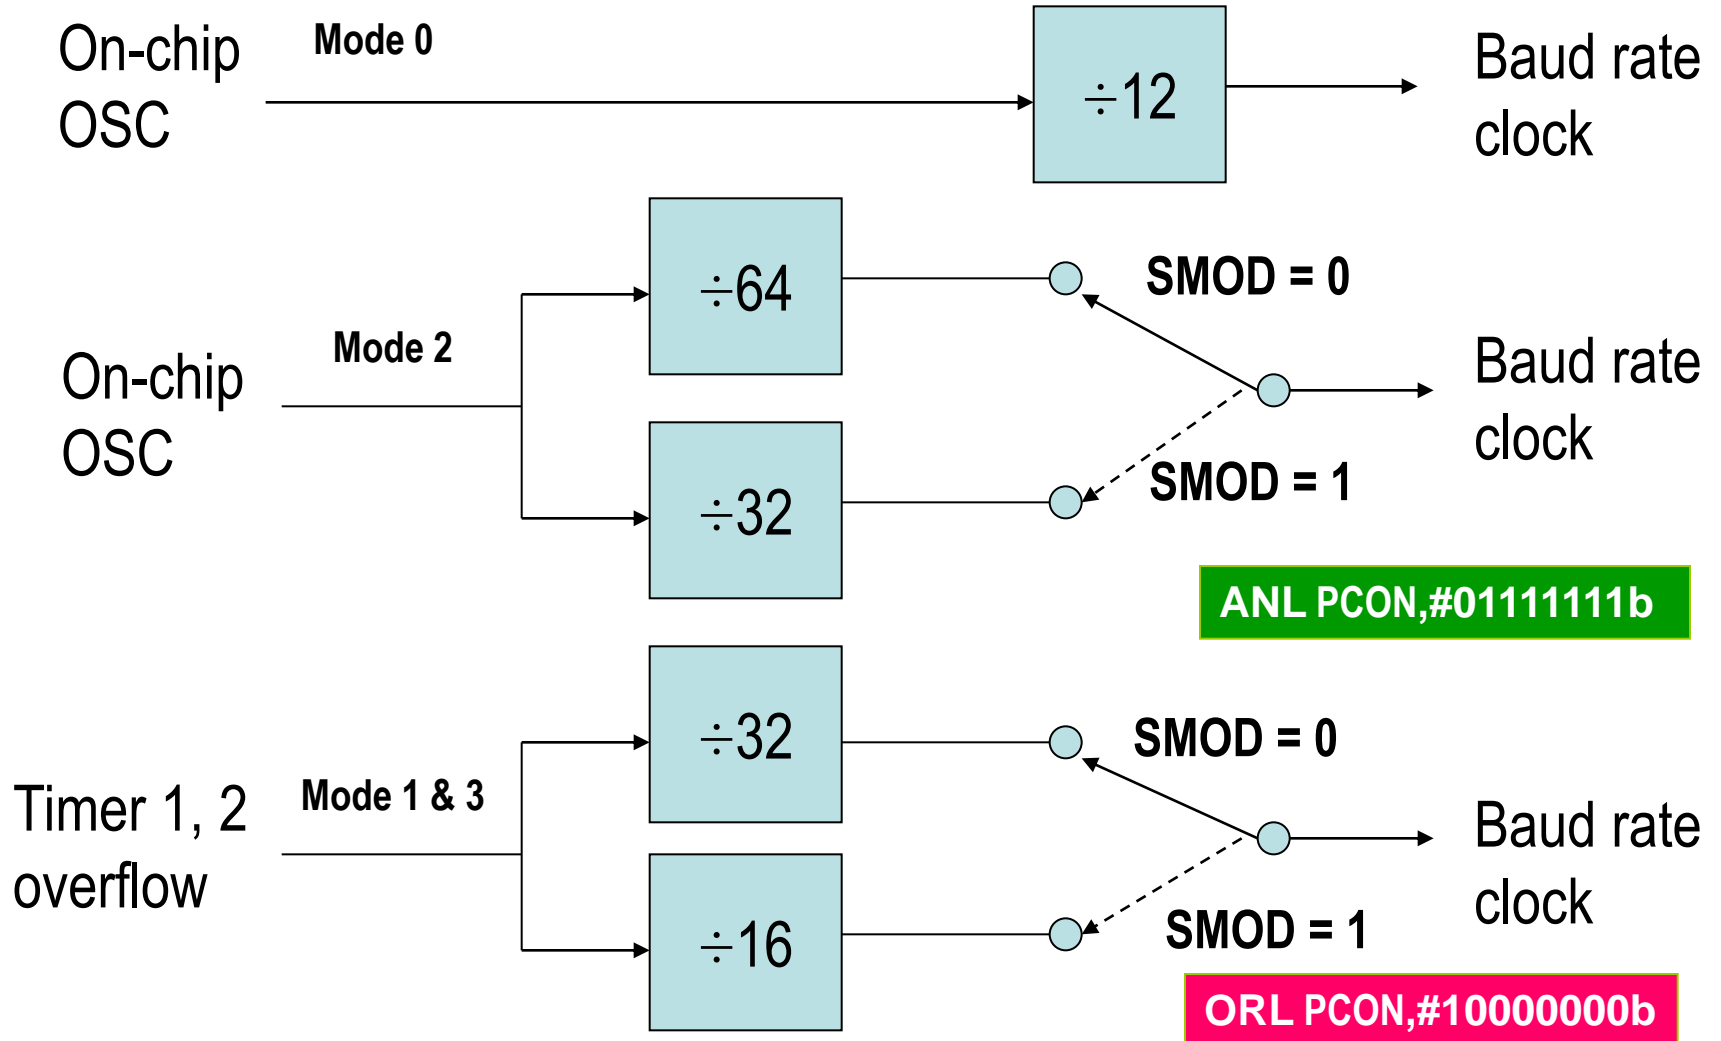 On-chip
OSC
Mode 0
÷12
Baud rate
clock
On-chip
OSC
Mode 2
÷64
÷32
SMOD = 0
SMOD = 1
Baud rate
clock
ANL PCON,#01111111b
Timer 1, 2
overflow
Mode 1 & 3
÷32
÷16
SMOD = 0
SMOD = 1
Baud rate
clock
ORL PCON,#10000000b